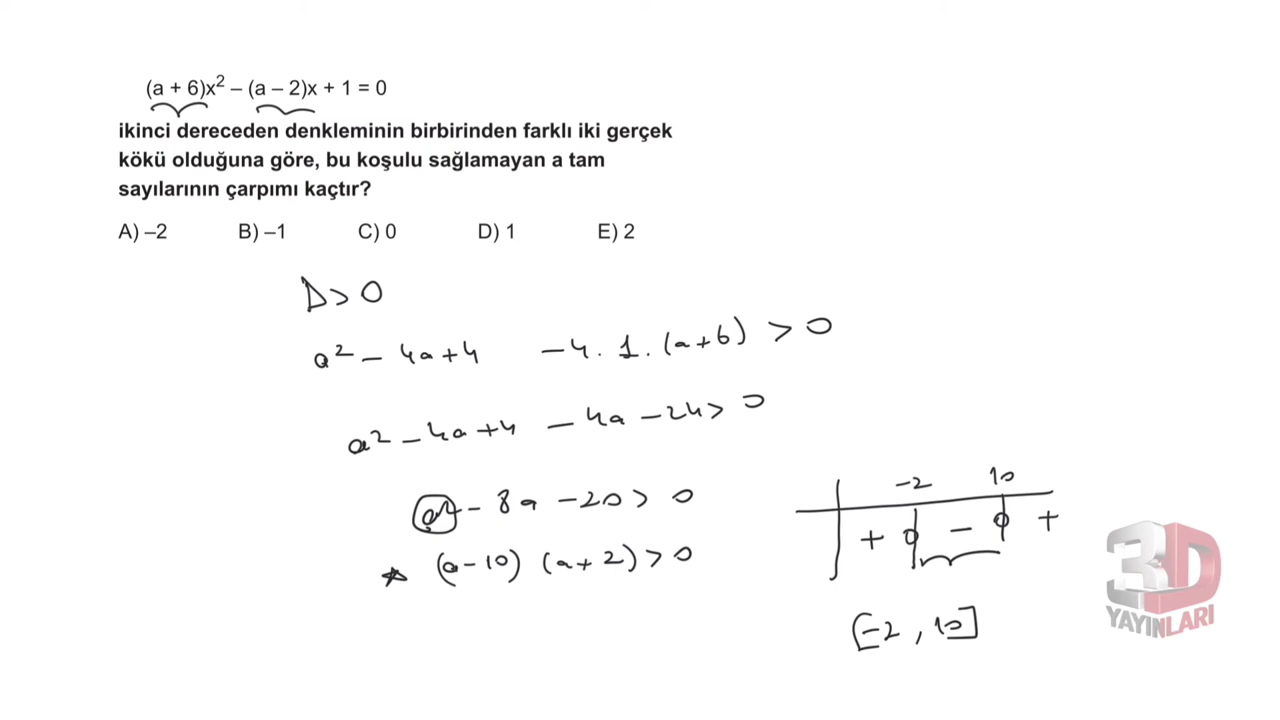 (a + 6)x² – (a – 2)x + 1 = 0
ikinci dereceden denkleminin birbirinden farklı iki gerçek
kökü olduğuna göre, bu koşulu sağlamayan a tam
sayılarının çarpımı kaçtır?
A) –2 B) –1 C) 0 D) 1 E) 2
Δ > 0
a² – 4a + 4 – 4 . 1 . (a + 6) > 0
a² – 4a + 4 – 4a – 24 > 0
a² – 8a – 20 > 0
(a – 10) (a + 2) > 0
–2 10
+ 0 – 0 +
[–2 , 10]
3D
YAYINLARI